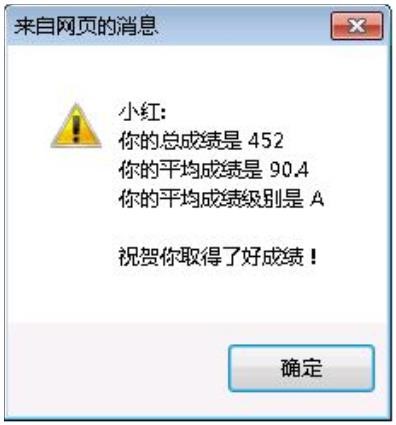 来自网页的消息
小红:
你的总成绩是 452
你的平均成绩是 90.4
你的平均成绩级别是 A
祝贺你取得了好成绩！
确定